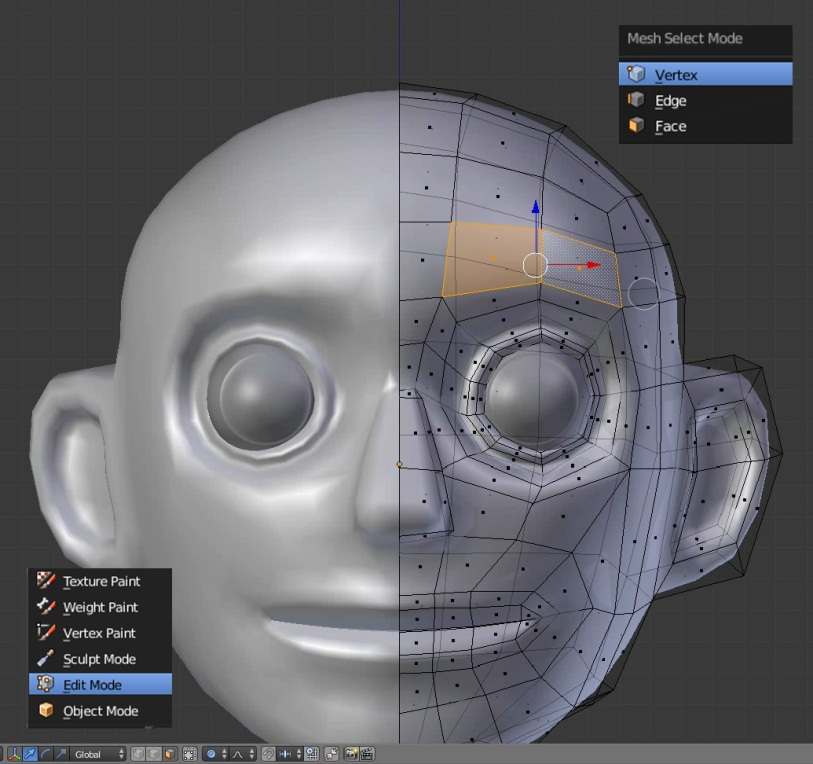 Mesh Select Mode
Vertex
Edge
Face
Texture Paint
Weight Paint
Vertex Paint
Sculpt Mode
Edit Mode
Object Mode
Global